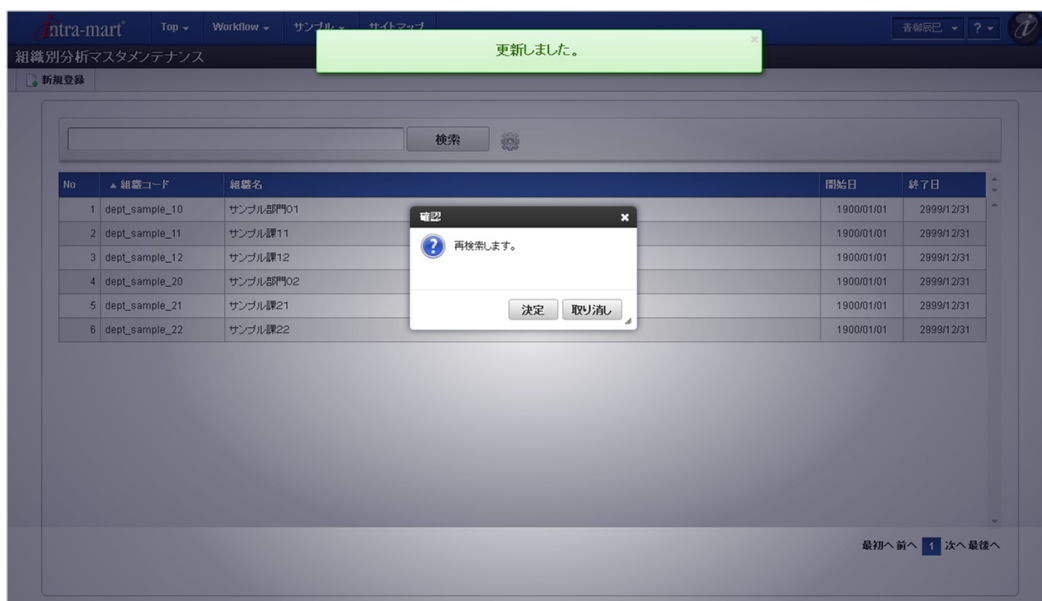 intra-mart Top Workflow サンプル サイトマップ 青柳辰巳 ?
更新しました。
組織別分析マスタメンテナンス
新規登録
検索
No 組織コード 組織名 開始日 終了日
1 dept_sample_10 サンプル部門01 1900/01/01 2999/12/31
2 dept_sample_11 サンプル課11 1900/01/01 2999/12/31
3 dept_sample_12 サンプル課12 1900/01/01 2999/12/31
4 dept_sample_20 サンプル部門02 1900/01/01 2999/12/31
5 dept_sample_21 サンプル課21 1900/01/01 2999/12/31
6 dept_sample_22 サンプル課22 1900/01/01 2999/12/31
確認
再検索します。
決定 取り消し
最初へ 前へ 1 次へ 最後へ